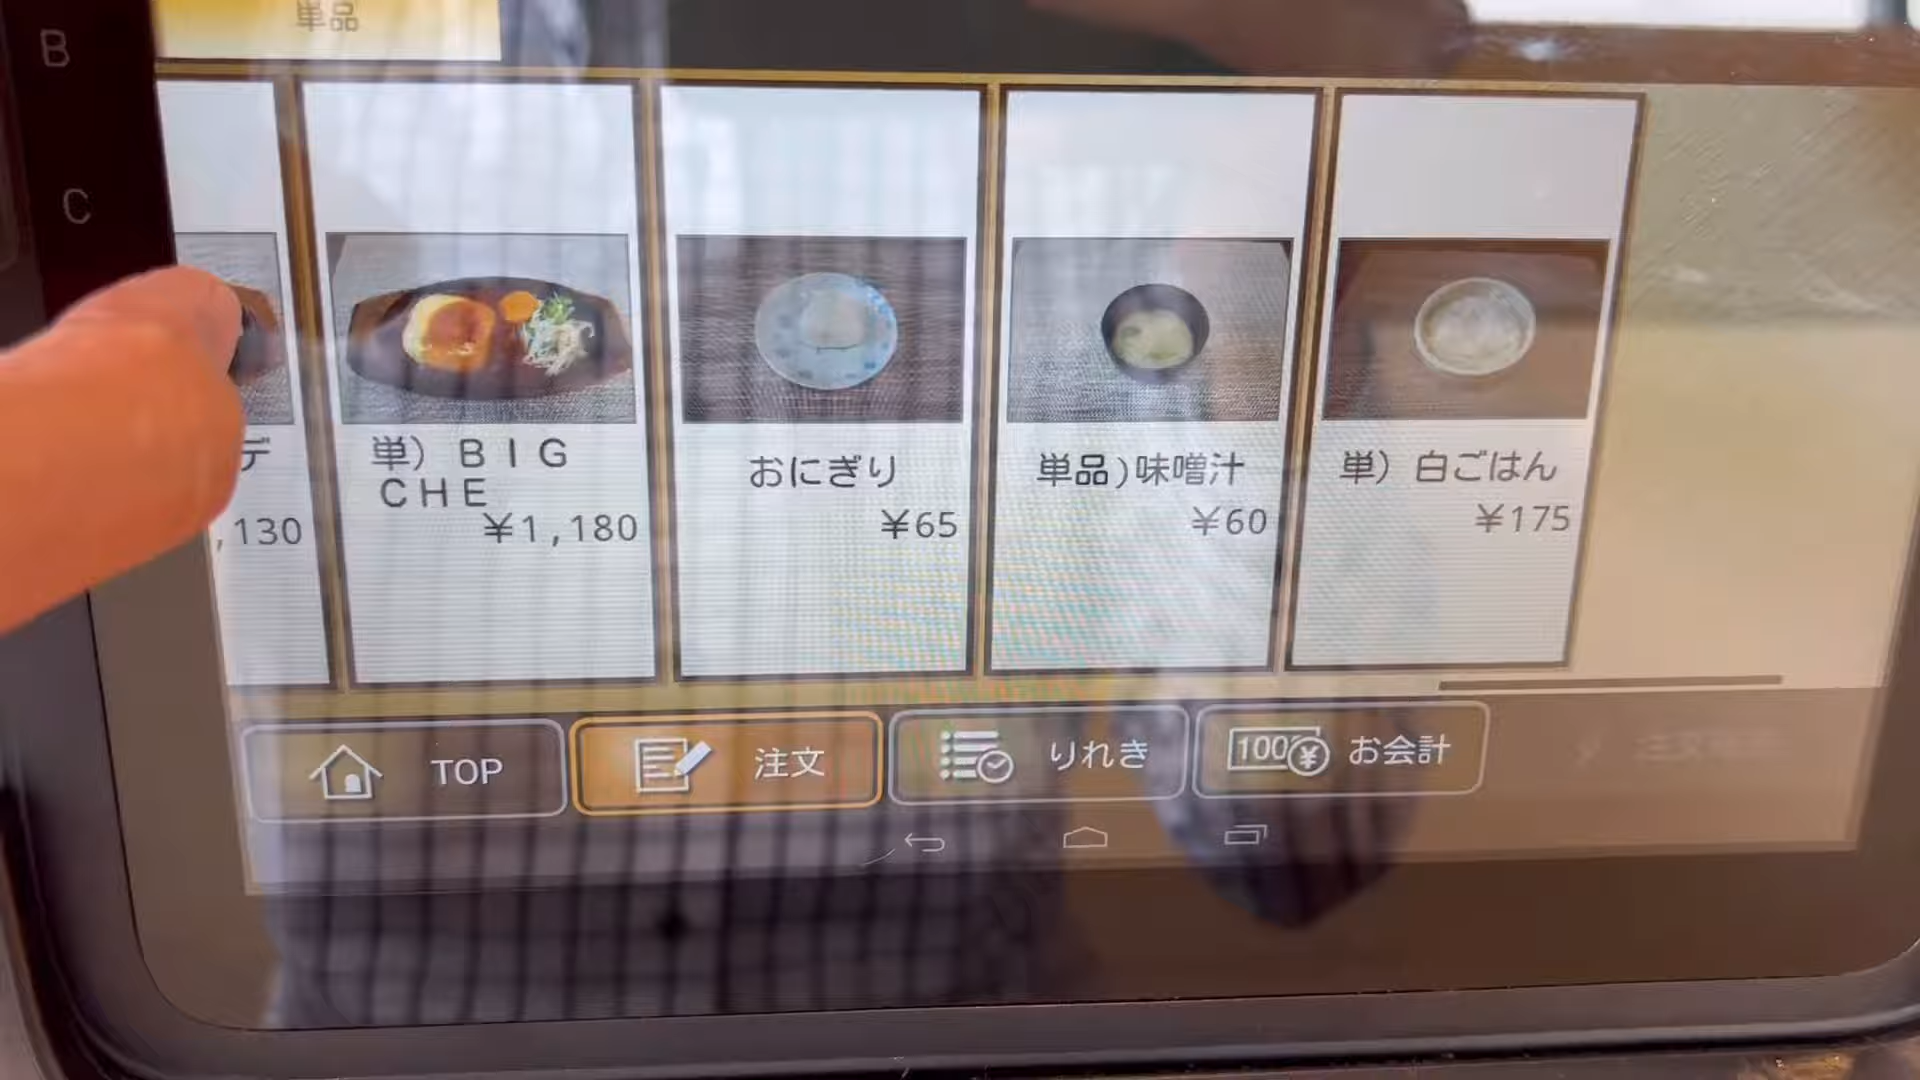 B
単品
C
デ
,130
単）ＢＩＧ
ＣＨＥ
￥1,180
おにぎり
￥65
単品)味噌汁
￥60
単）白ごはん
￥175
TOP
注文
100
￥
りれき
お会計